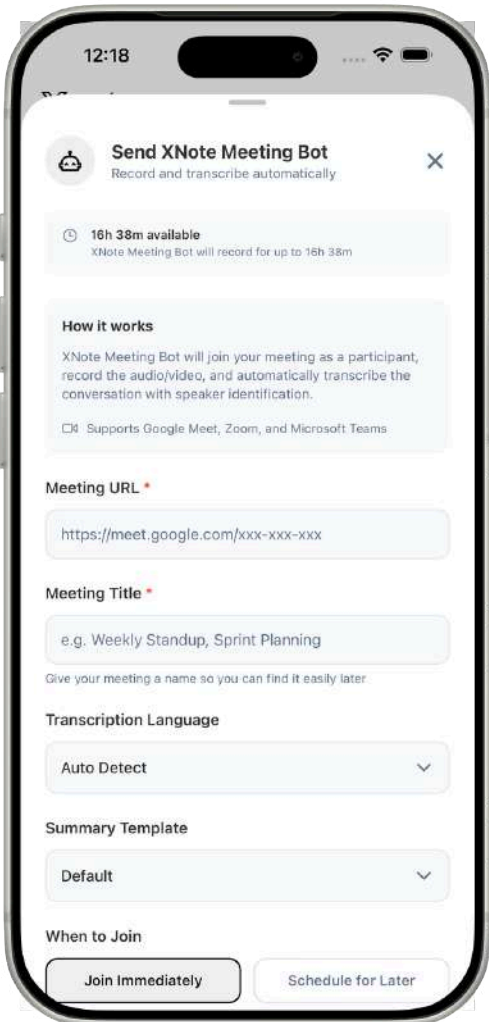 12:18
Send XNote Meeting Bot
Record and transcribe automatically
16h 38m available
XNote Meeting Bot will record for up to 16h 38m
How it works
XNote Meeting Bot will join your meeting as a participant,
record the audio/video, and automatically transcribe the
conversation with speaker identification.
Supports Google Meet, Zoom, and Microsoft Teams
Meeting URL *
https://meet.google.com/xxx-xxx-xxx
Meeting Title *
e.g. Weekly Standup, Sprint Planning
Give your meeting a name so you can find it easily later
Transcription Language
Auto Detect
Summary Template
Default
When to Join
Join Immediately Schedule for Later